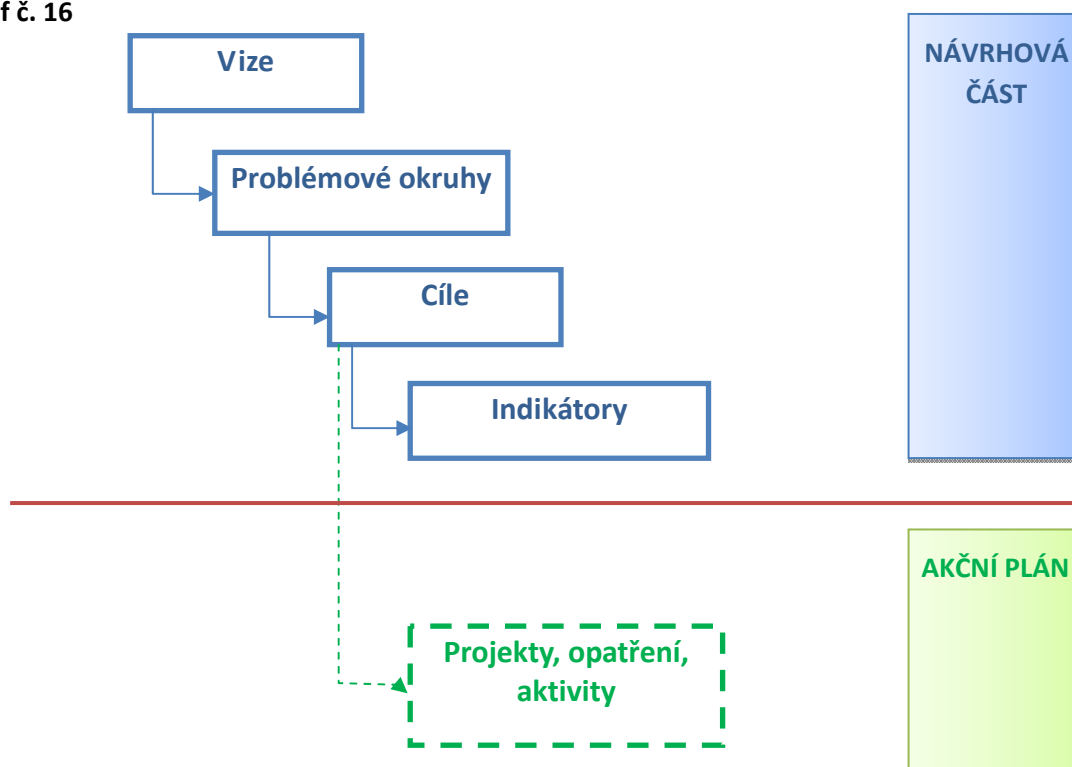 f č. 16
Vize
NÁVRHOVÁ
ČÁST
Problémové okruhy
Cíle
Indikátory
AKČNÍ PLÁN
Projekty, opatření,
aktivity